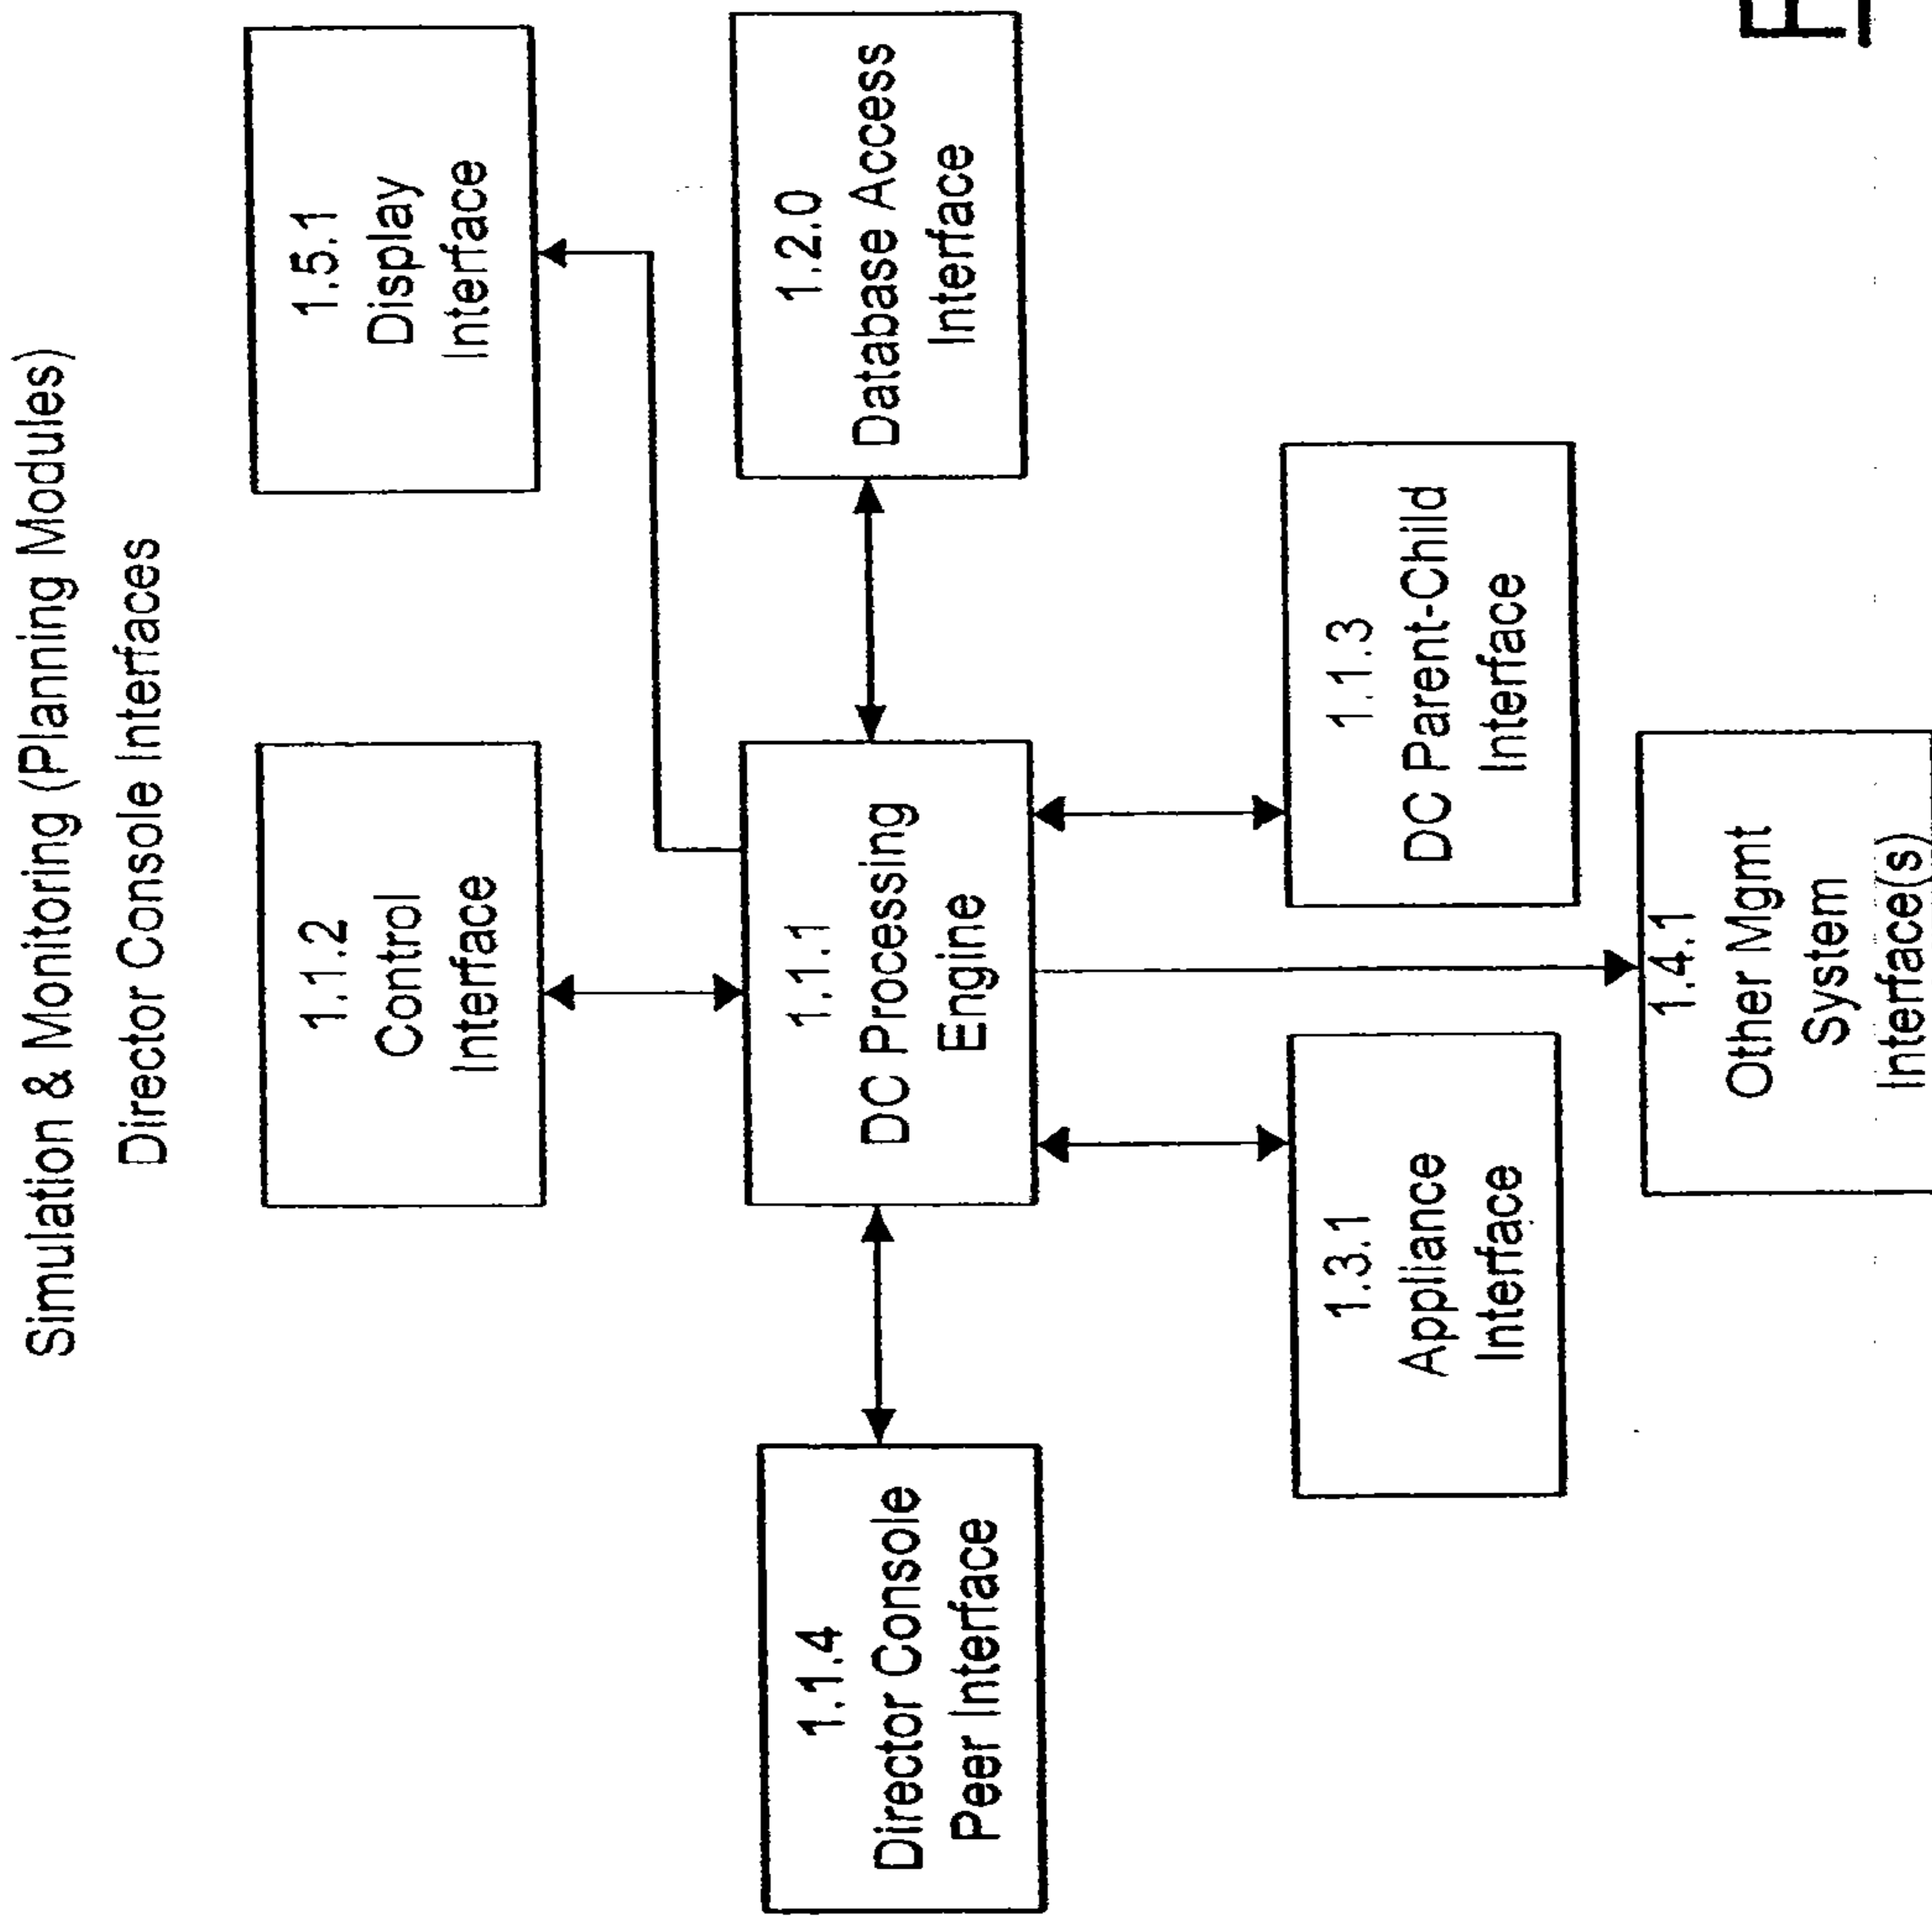 Simulation & Monitoring (Planning Modules)
Director Console Interfaces
1.1.2
Control
Interface
1.5.1
Display
Interface
1.1.4
Director Console
Peer Interface
1.1.1
DC Processing
Engine
1.2.0
Database Access
Interface
1.3.1
Appliance
Interface
1.1.3
DC Parent-Child
Interface
1.4.1
Other Mgmt
System
Interface(s)